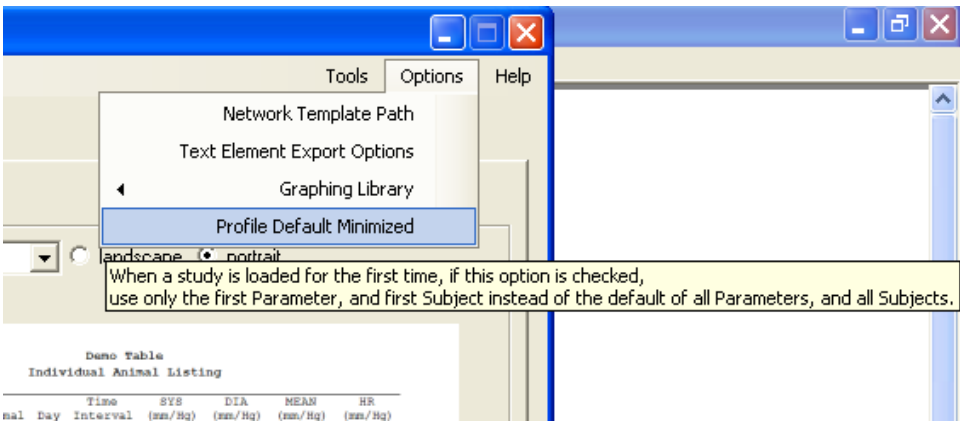 Tools Options Help
Network Template Path
Text Element Export Options
Graphing Library
Profile Default Minimized
landscape portrait
When a study is loaded for the first time, if this option is checked,
use only the first Parameter, and first Subject instead of the default of all Parameters, and all Subjects.
Demo Table
Individual Animal Listing
Time SYS DIA MEAN HR
Day Interval (mm/Hg) (mm/Hg) (mm/Hg) (mm/Hg)